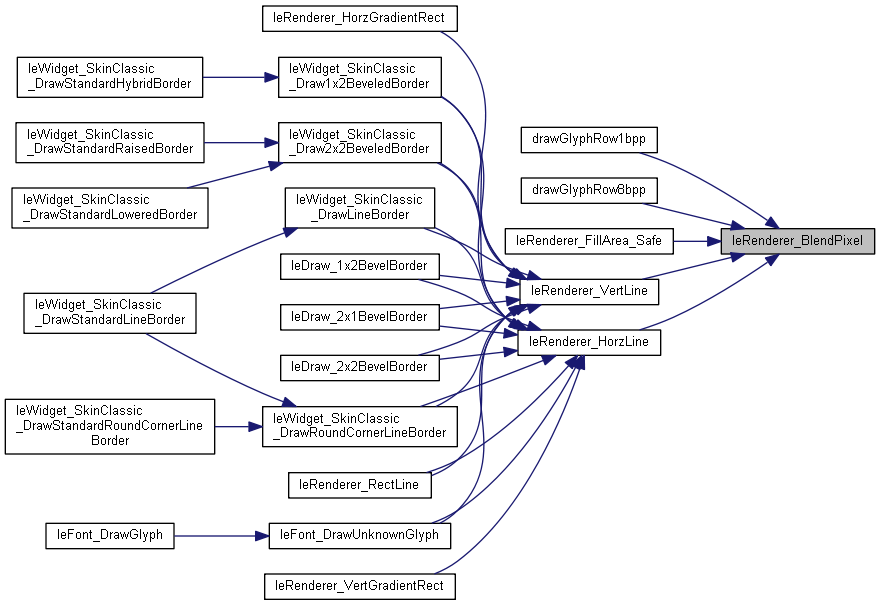 leRenderer_HorzGradientRect
leWidget_SkinClassic
_DrawStandardHybridBorder
leWidget_SkinClassic
_Draw1x2BeveledBorder
leWidget_SkinClassic
_DrawStandardRaisedBorder
leWidget_SkinClassic
_Draw2x2BeveledBorder
drawGlyphRow1bpp
leWidget_SkinClassic
_DrawStandardLoweredBorder
leWidget_SkinClassic
_DrawLineBorder
drawGlyphRow8bpp
leRenderer_FillArea_Safe
leRenderer_BlendPixel
leDraw_1x2BevelBorder
leRenderer_VertLine
leWidget_SkinClassic
_DrawStandardLineBorder
leDraw_2x1BevelBorder
leRenderer_HorzLine
leDraw_2x2BevelBorder
leWidget_SkinClassic
_DrawStandardRoundCornerLine
Border
leWidget_SkinClassic
_DrawRoundCornerLineBorder
leRenderer_RectLine
leFont_DrawGlyph
leFont_DrawUnknownGlyph
leRenderer_VertGradientRect